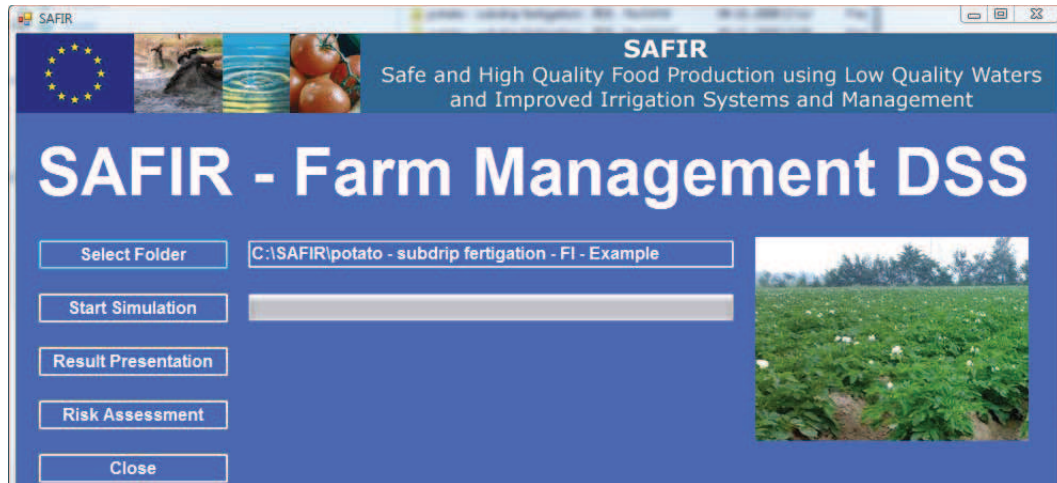 SAFIR
SAFIR
Safe and High Quality Food Production using Low Quality Waters
and Improved Irrigation Systems and Management
SAFIR - Farm Management DSS
Select Folder
C:\SAFIR\potato - subdrip fertigation - FI - Example
Start Simulation
Result Presentation
Risk Assessment
Close